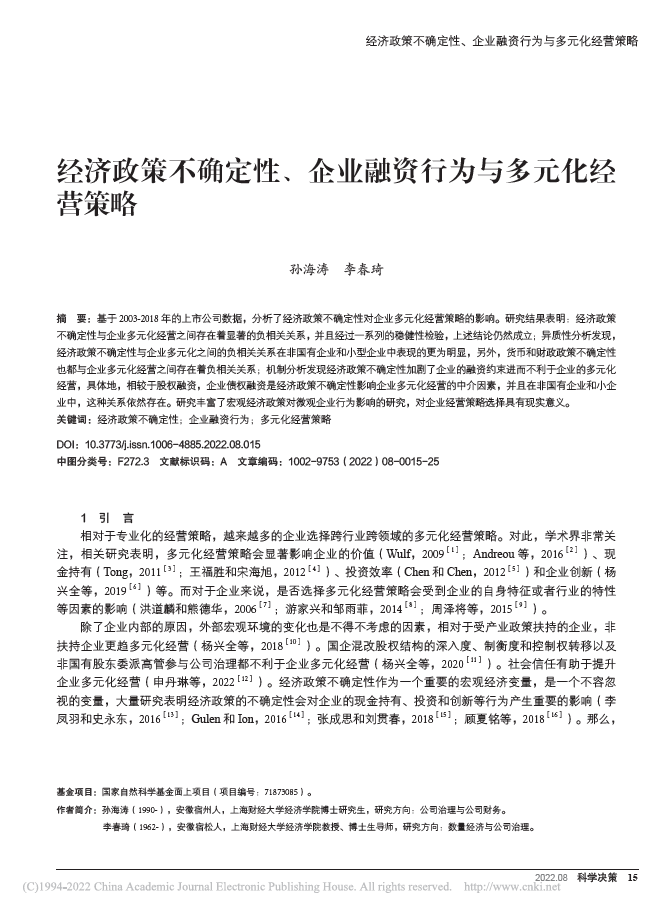 经济政策不确定性、企业融资行为与多元化经营策略
经济政策不确定性、企业融资行为与多元化经
营策略
孙海涛　李春琦
摘　要：基于 2003-2018 年的上市公司数据，分析了经济政策不确定性对企业多元化经营策略的影响。研究结果表明：经济政策
不确定性与企业多元化经营之间存在着显著的负相关关系，并且经过一系列的稳健性检验，上述结论仍然成立；异质性分析发现，
经济政策不确定性与企业多元化之间的负相关关系在非国有企业和小型企业中表现的更为明显，另外，货币和财政政策不确定性
也都与企业多元化经营之间存在着负相关关系；机制分析发现经济政策不确定性加剧了企业的融资约束进而不利于企业的多元化
经营，具体地，相较于股权融资，企业债权融资是经济政策不确定性影响企业多元化经营的中介因素，并且在非国有企业和小企
业中，这种关系依然存在。研究丰富了宏观经济政策对微观企业行为影响的研究，对企业经营策略选择具有现实意义。
关键词：经济政策不确定性；企业融资行为；多元化经营策略
DOI：10.3773/j.issn.1006-4885.2022.08.015
中图分类号：F272.3　文献标识码：A　文章编码：1002-9753（2022）08-0015-25
1　引　言
相对于专业化的经营策略，越来越多的企业选择跨行业跨领域的多元化经营策略。对此，学术界非常关
注，相关研究表明，多元化经营策略会显著影响企业的价值（Wulf，2009［1］；Andreou 等，2016［2］）、现
金持有（Tong，2011［3］；王福胜和宋海旭，2012［4］）、投资效率（Chen 和 Chen，2012［5］）和企业创新（杨
兴全等，2019［6］）等。而对于企业来说，是否选择多元化经营策略会受到企业的自身特征或者行业的特性
等因素的影响（洪道麟和熊德华，2006［7］；游家兴和邹雨菲，2014［8］；周泽将等，2015［9］）。
除了企业内部的原因，外部宏观环境的变化也是不得不考虑的因素，相对于受产业政策扶持的企业，非
扶持企业更趋多元化经营（杨兴全等，2018［10］）。国企混改股权结构的深入度、制衡度和控制权转移以及
非国有股东委派高管参与公司治理都不利于企业多元化经营（杨兴全等，2020［11］）。社会信任有助于提升
企业多元化经营（申丹琳等，2022［12］）。经济政策不确定性作为一个重要的宏观经济变量，是一个不容忽
视的变量，大量研究表明经济政策的不确定性会对企业的现金持有、投资和创新等行为产生重要的影响（李
凤羽和史永东，2016［13］；Gulen 和 Ion，2016［14］；张成思和刘贯春，2018［15］；顾夏铭等，2018［16］）。那么，
基金项目：国家自然科学基金面上项目（项目编号：71873085）。
作者简介：孙海涛（1990-），安徽宿州人，上海财经大学经济学院博士研究生，研究方向：公司治理与公司财务。
李春琦（1962-），安徽宿松人，上海财经大学经济学院教授、博士生导师，研究方向：数量经济与公司治理。
2022.08　科学决策　15
(C)1994-2022 China Academic Journal Electronic Publishing House. All rights reserved.　http://www.cnki.net